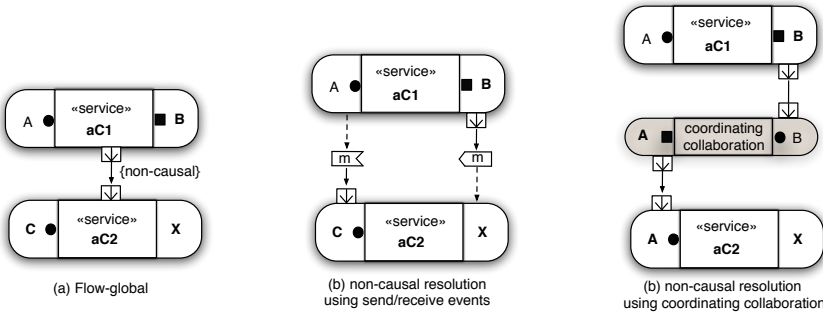 «service»
A
aC1
B
{non-causal}
«service»
C
aC2
X
(a) Flow-global
«service»
A
aC1
B
m
m
«service»
C
aC2
X
(b) non-causal resolution
using send/receive events
«service»
A
aC1
B
A
coordinating
collaboration
B
«service»
A
aC2
X
(b) non-causal resolution
using coordinating collaboration